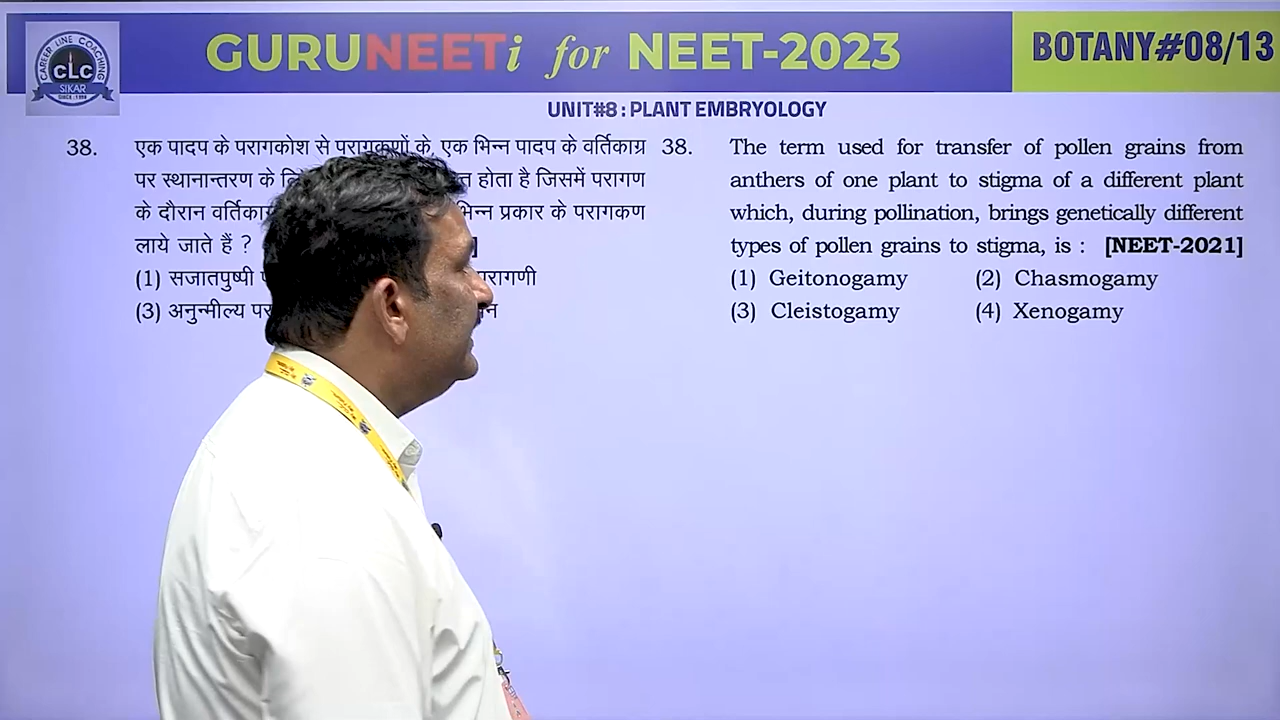 CAREER LINE COACHING
CLC
SIKAR
SINCE : 1996
GURUNEETi for NEET-2023
BOTANY#08/13
UNIT#8 : PLANT EMBRYOLOGY
38. एक पादप के परागकोश से परागकणों के, एक भिन्न पादप के वर्तिकाग्र
पर स्थानान्तरण के होता है जिसमें परागण
के दौरान भिन्न प्रकार के परागकण
लाये जाते हैं ?
(1) सजातपुष्पी
(3) अनुन्मील्य
38. The term used for transfer of pollen grains from
anthers of one plant to stigma of a different plant
which, during pollination, brings genetically different
types of pollen grains to stigma, is : [NEET-2021]
(1) Geitonogamy (2) Chasmogamy
(3) Cleistogamy (4) Xenogamy